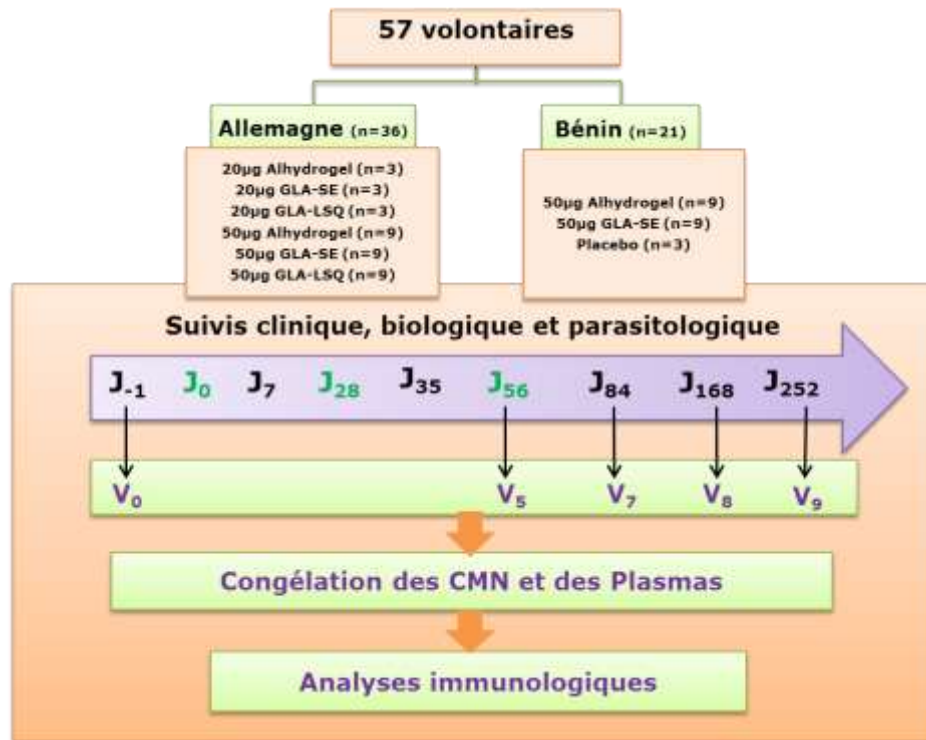 57 volontaires
Allemagne (n=36)
Bénin (n=21)
20µg Alhydrogel (n=3)
20µg GLA-SE (n=3)
20µg GLA-LSQ (n=3)
50µg Alhydrogel (n=9)
50µg GLA-SE (n=9)
50µg GLA-LSQ (n=9)
50µg Alhydrogel (n=9)
50µg GLA-SE (n=9)
Placebo (n=3)
Suivis clinique, biologique et parasitologique
J-1 J0 J7 J28 J35 J56 J84 J168 J252
V0 V5 V7 V8 V9
Congélation des CMN et des Plasmas
Analyses immunologiques